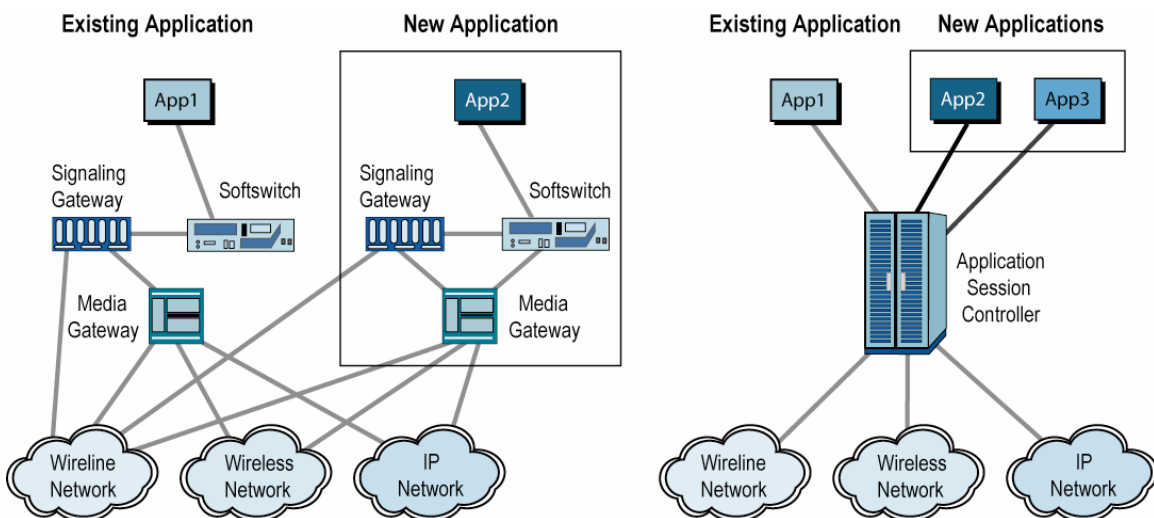 Existing Application
New Application
App1
App2
Signaling
Gateway
Softswitch
Signaling
Gateway
Softswitch
Media
Gateway
Media
Gateway
Wireline
Network
Wireless
Network
IP
Network
Existing Application
New Applications
App1
App2
App3
Application
Session
Controller
Wireline
Network
Wireless
Network
IP
Network